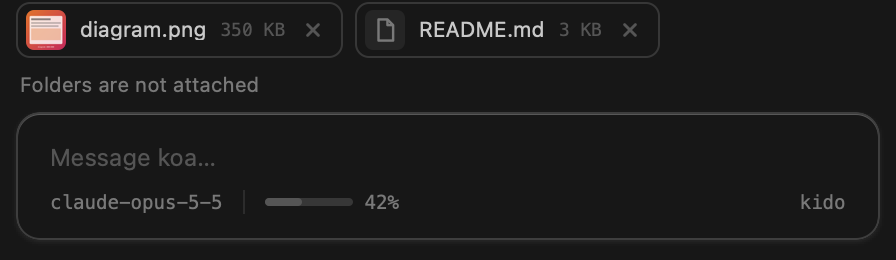 diagram.png 350 KB × README.md 3 KB ×
Folders are not attached
Message koa...
claude-opus-5-5 42% kido